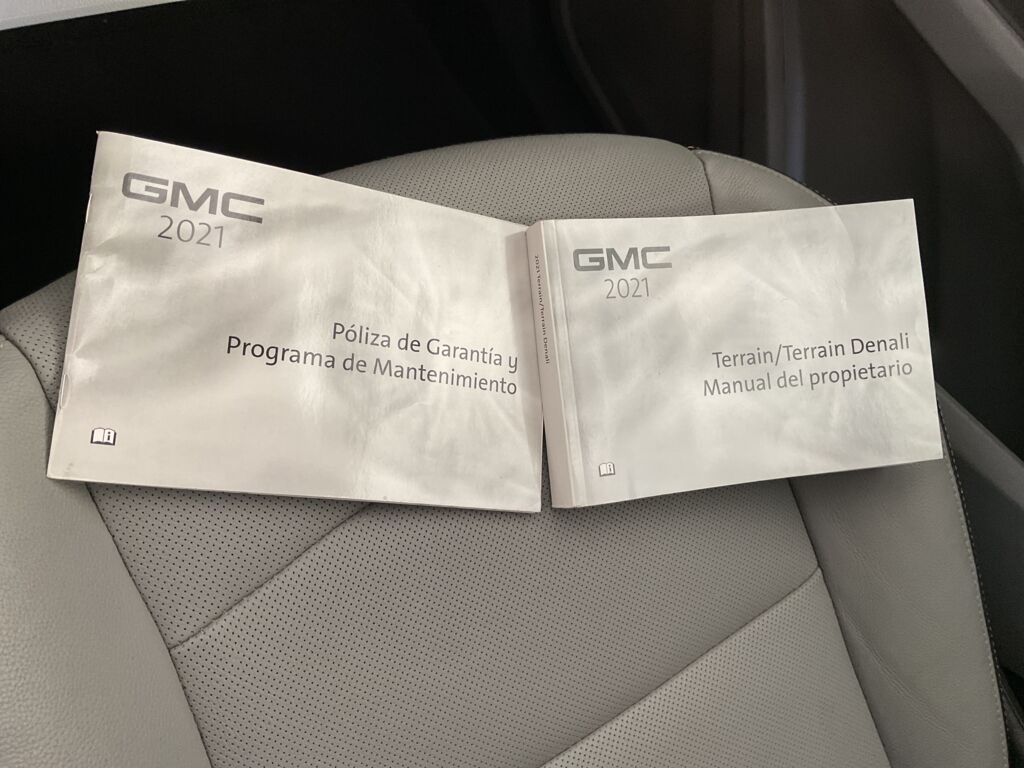 GMC
2021
Póliza de Garantía y
Programa de Mantenimiento
2021 Terrain/Terrain Denali
GMC
2021
Terrain/Terrain Denali
Manual del propietario